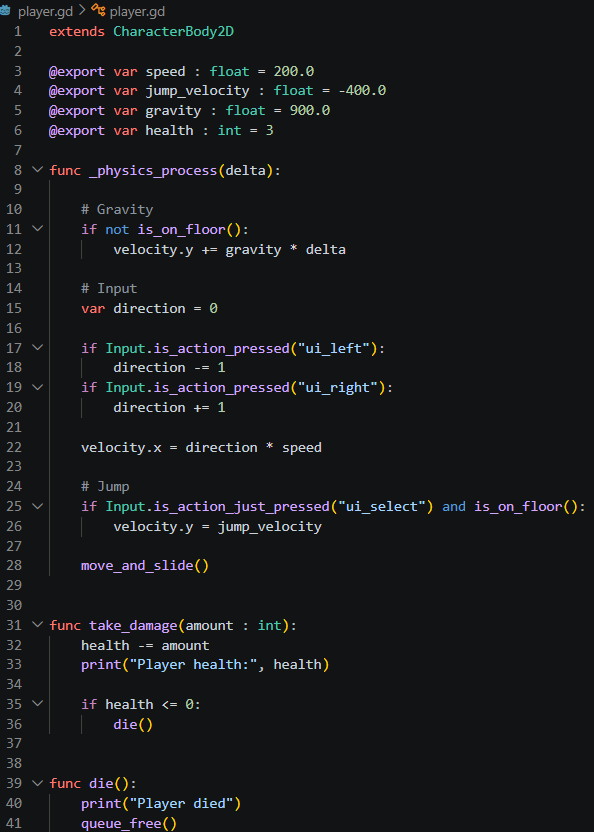 player.gd > player.gd
1 extends CharacterBody2D
2
3 @export var speed : float = 200.0
4 @export var jump_velocity : float = -400.0
5 @export var gravity : float = 900.0
6 @export var health : int = 3
7
8 func _physics_process(delta):
9
10     # Gravity
11     if not is_on_floor():
12         velocity.y += gravity * delta
13
14     # Input
15     var direction = 0
16
17     if Input.is_action_pressed("ui_left"):
18         direction -= 1
19     if Input.is_action_pressed("ui_right"):
20         direction += 1
21
22     velocity.x = direction * speed
23
24     # Jump
25     if Input.is_action_just_pressed("ui_select") and is_on_floor():
26         velocity.y = jump_velocity
27
28     move_and_slide()
29
30
31 func take_damage(amount : int):
32     health -= amount
33     print("Player health:", health)
34
35     if health <= 0:
36         die()
37
38
39 func die():
40     print("Player died")
41     queue_free()